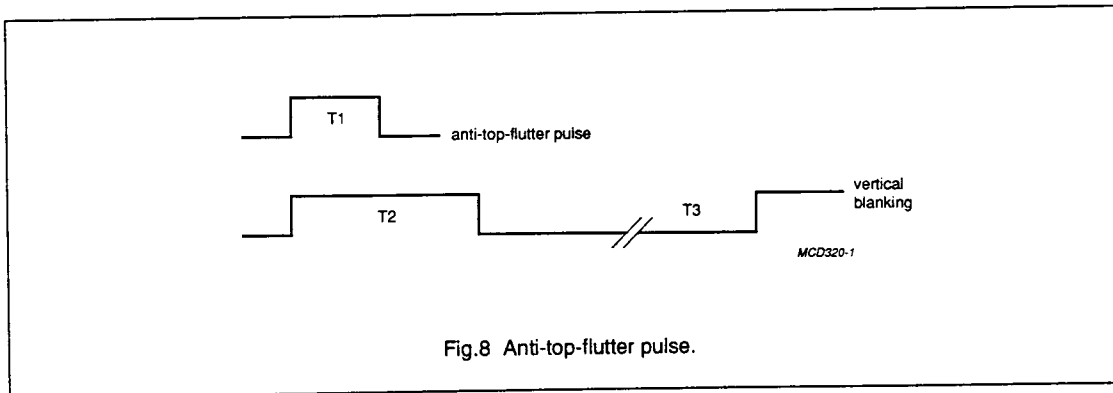 T1
anti-top-flutter pulse
T2
T3
vertical
blanking
MCD320-1
Fig.8 Anti-top-flutter pulse.